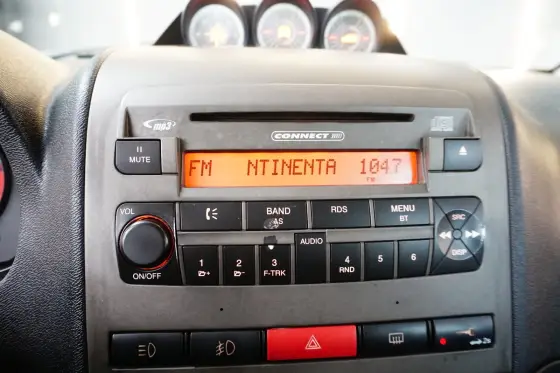 mp3
CONNECT
MUTE
FM NTINENTA 1047
VOL
BAND
AS
RDS
MENU
BT
SRC
AUDIO
1
2
3
F-TRK
4
RND
5
6
DISP
ON/OFF